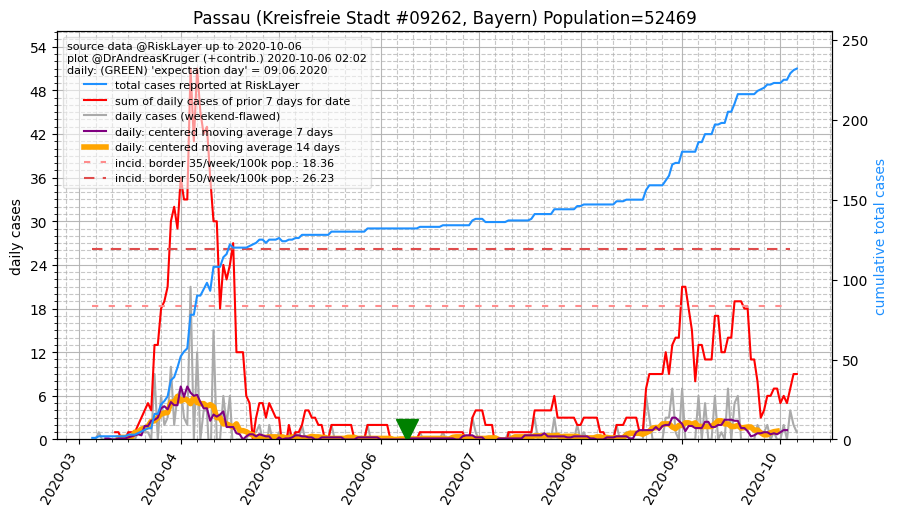 Passau (Kreisfreie Stadt #09262, Bayern) Population=52469
source data @RiskLayer up to 2020-10-06
plot @DrAndreasKruger (+contrib.) 2020-10-06 02:02
daily: (GREEN) 'expectation day' = 09.06.2020
total cases reported at RiskLayer
sum of daily cases of prior 7 days for date
daily cases (weekend-flawed)
daily: centered moving average 7 days
daily: centered moving average 14 days
incid. border 35/week/100k pop.: 18.36
incid. border 50/week/100k pop.: 26.23
daily cases
54
48
42
36
30
24
18
12
6
0
cumulative total cases
250
200
150
100
50
0
2020-03
2020-04
2020-05
2020-06
2020-07
2020-08
2020-09
2020-10